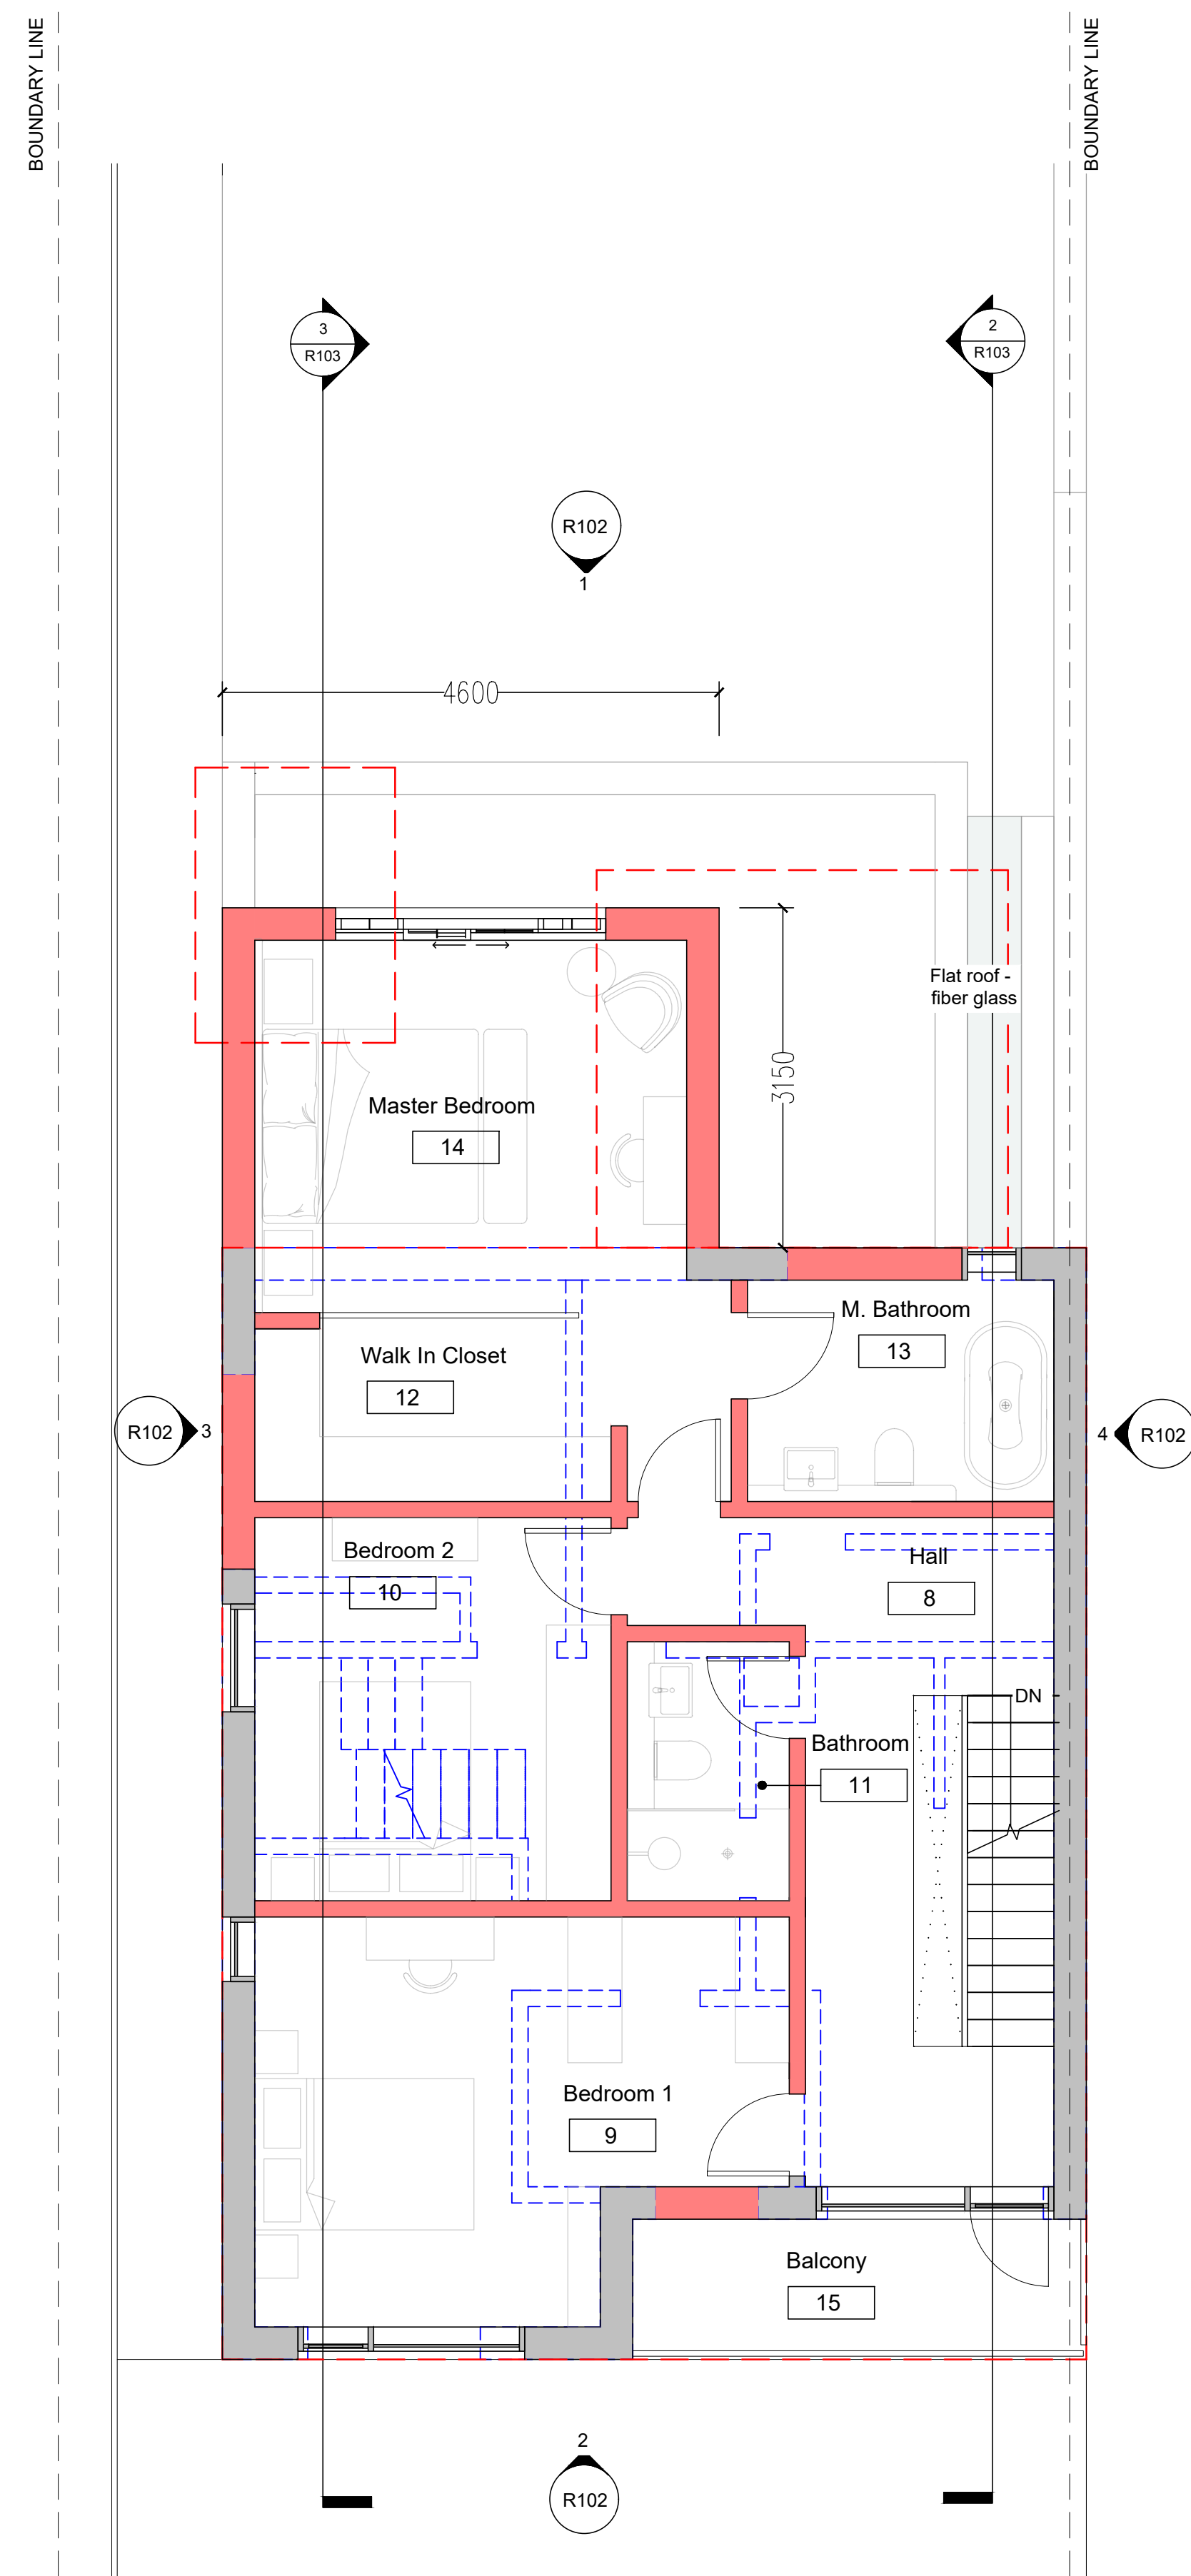 BOUNDARY LINE
BOUNDARY LINE
3
R103
2
R103
R102
1
4600
Flat roof -
fiber glass
3150
Master Bedroom
14
M. Bathroom
13
Walk In Closet
12
R102
3
4
R102
Bedroom 2
10
Hall
8
DN
Bathroom
11
Bedroom 1
9
Balcony
15
2
R102